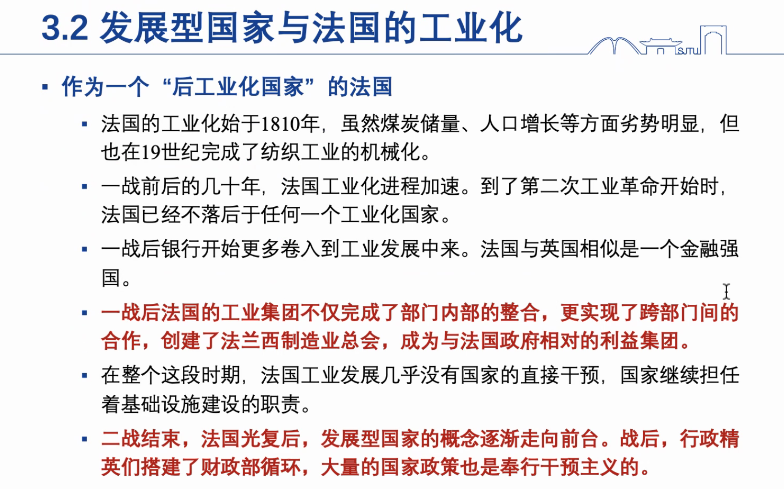 3.2 发展型国家与法国的工业化
SJTU
▪ 作为一个“后工业化国家”的法国
▪ 法国的工业化始于1810年，虽然煤炭储量、人口增长等方面劣势明显，但
也在19世纪完成了纺织工业的机械化。
▪ 一战前后的几十年，法国工业化进程加速。到了第二次工业革命开始时，
法国已经不落后于任何一个工业化国家。
▪ 一战后银行开始更多卷入到工业发展中来。法国与英国相似是一个金融强
国。
▪ 一战后法国的工业集团不仅完成了部门内部的整合，更实现了跨部门间的
合作，创建了法兰西制造业总会，成为与法国政府相对的利益集团。
▪ 在整个这段时期，法国工业发展几乎没有国家的直接干预，国家继续担任
着基础设施建设的职责。
▪ 二战结束，法国光复后，发展型国家的概念逐渐走向前台。战后，行政精
英们搭建了财政部循环，大量的国家政策也是奉行干预主义的。